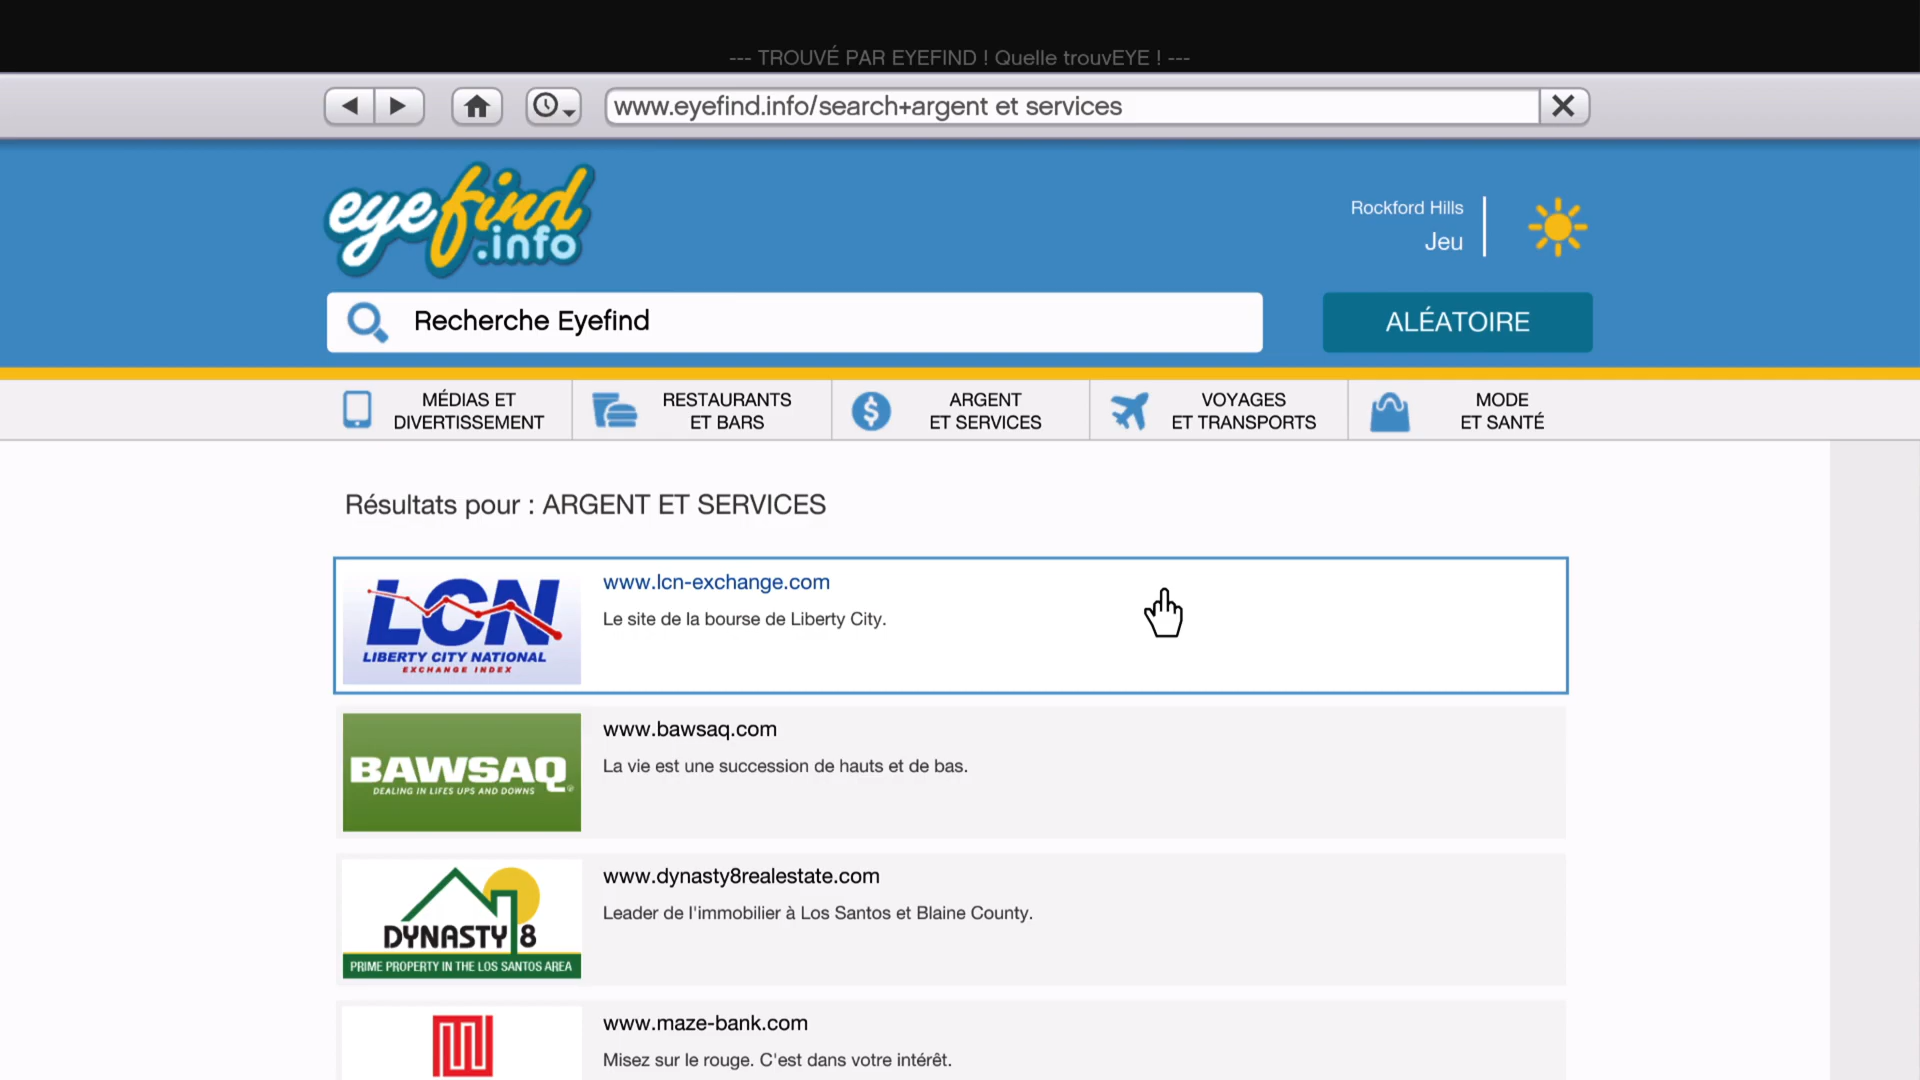 --- TROUVÉ PAR EYEFIND ! Quelle trouvEYE ! ---
www.eyefind.info/search+argent et services
eyefind.info
Rockford Hills
Jeu
Recherche Eyefind
ALÉATOIRE
MÉDIAS ET
DIVERTISSEMENT
RESTAURANTS
ET BARS
ARGENT
ET SERVICES
VOYAGES
ET TRANSPORTS
MODE
ET SANTÉ
Résultats pour : ARGENT ET SERVICES
LCN
LIBERTY CITY NATIONAL
EXCHANGE INDEX
www.lcn-exchange.com
Le site de la bourse de Liberty City.
BAWSAQ
DEALING IN LIFES UPS AND DOWNS
www.bawsaq.com
La vie est une succession de hauts et de bas.
DYNASTY 8
PRIME PROPERTY IN THE LOS SANTOS AREA
www.dynasty8realestate.com
Leader de l'immobilier à Los Santos et Blaine County.
www.maze-bank.com
Misez sur le rouge. C'est dans votre intérêt.